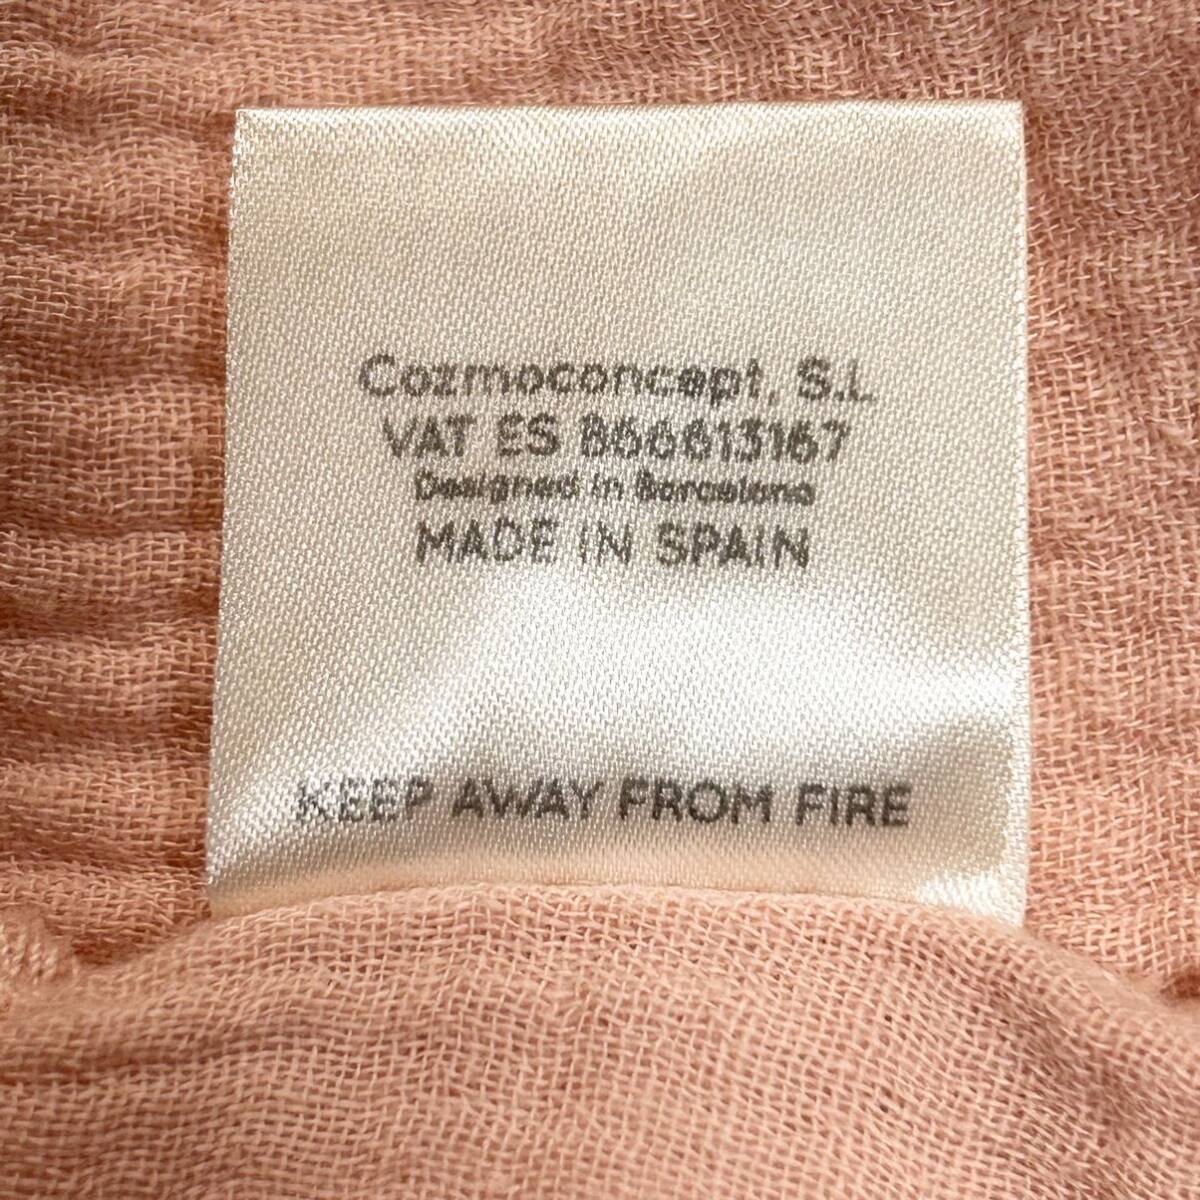 Cozmoconcept, S.L
VAT ES B66613167
Designed in Barcelona
MADE IN SPAIN
KEEP AWAY FROM FIRE